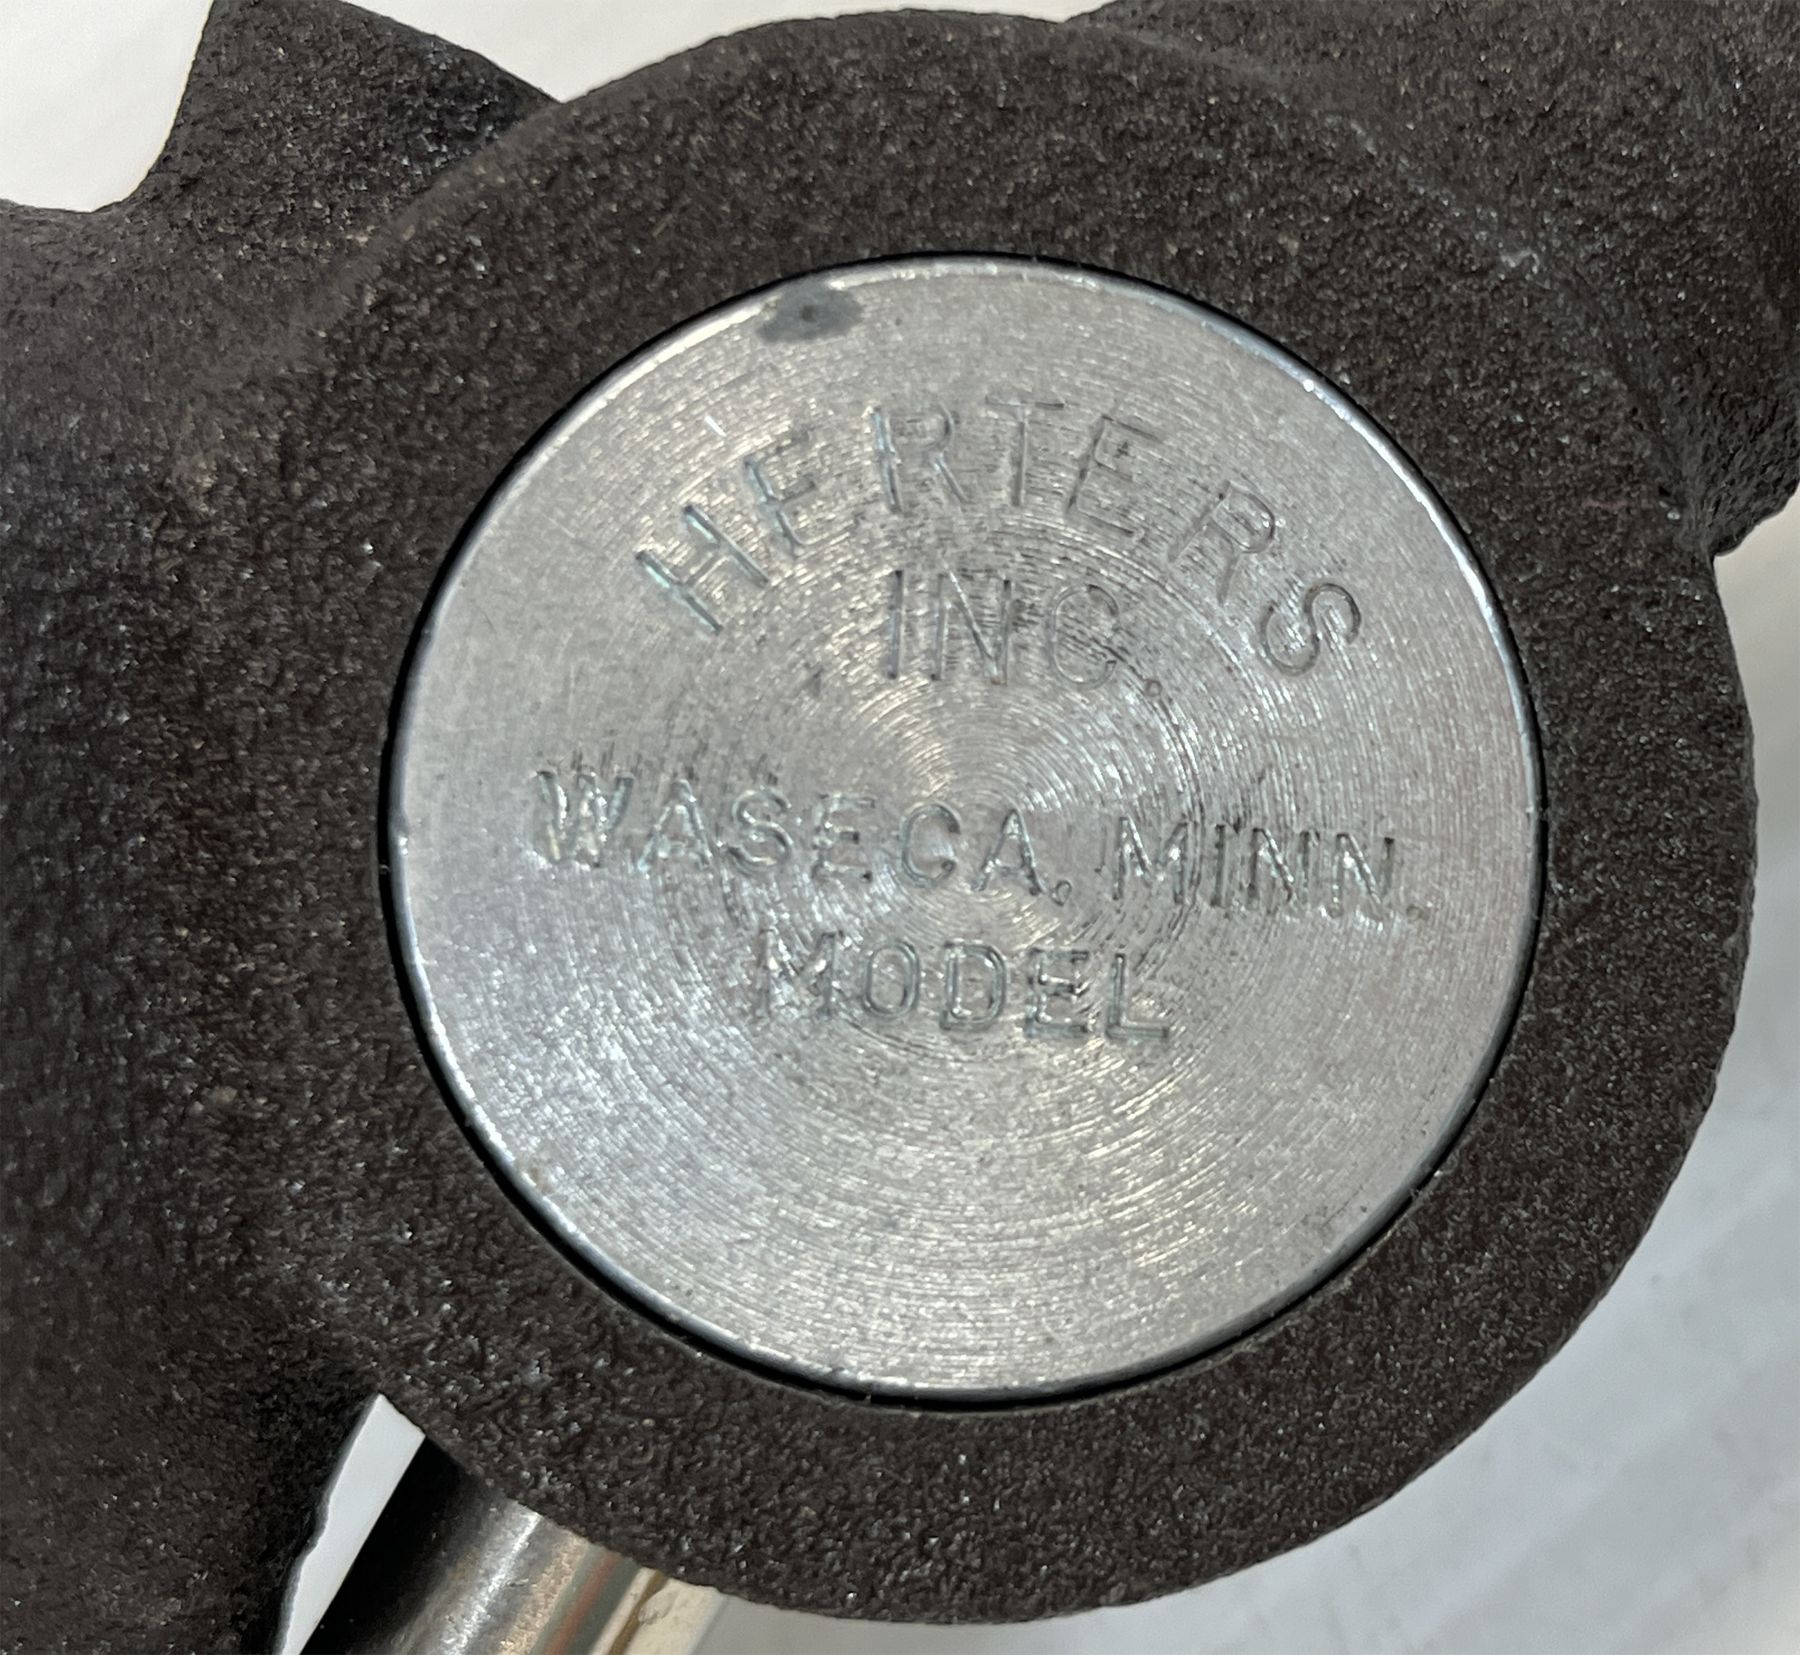 HERTERS
INC.
WASECA, MINN.
MODEL